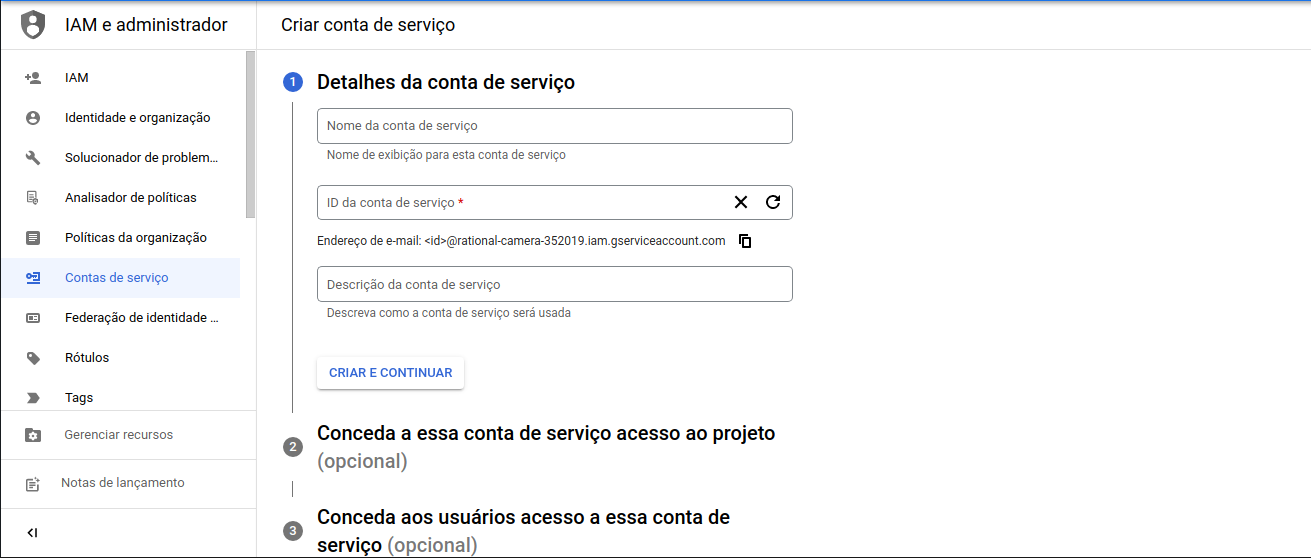 IAM e administrador
Criar conta de serviço
IAM
Identidade e organização
Solucionador de problem...
Analisador de políticas
Políticas da organização
Contas de serviço
Federação de identidade ...
Rótulos
Tags
Gerenciar recursos
Notas de lançamento
1 Detalhes da conta de serviço
Nome da conta de serviço
Nome de exibição para esta conta de serviço
ID da conta de serviço *
Endereço de e-mail: <id>@rational-camera-352019.iam.gserviceaccount.com
Descrição da conta de serviço
Descreva como a conta de serviço será usada
CRIAR E CONTINUAR
2 Conceda a essa conta de serviço acesso ao projeto
(opcional)
3 Conceda aos usuários acesso a essa conta de
serviço (opcional)